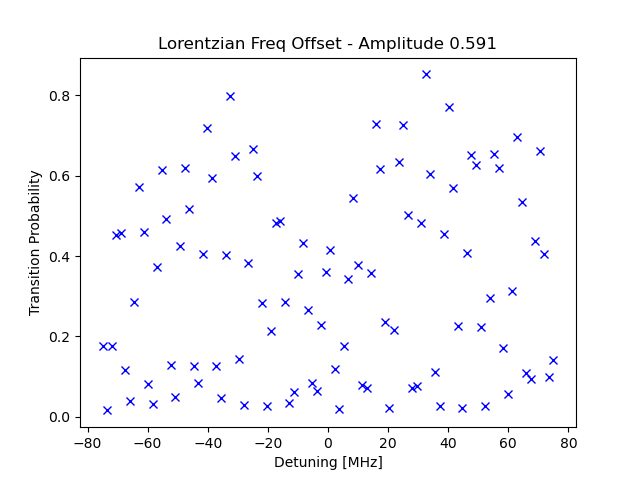 Lorentzian Freq Offset - Amplitude 0.591
0.8
0.6
0.4
0.2
0.0
Transition Probability
−80 −60 −40 −20 0 20 40 60 80
Detuning [MHz]